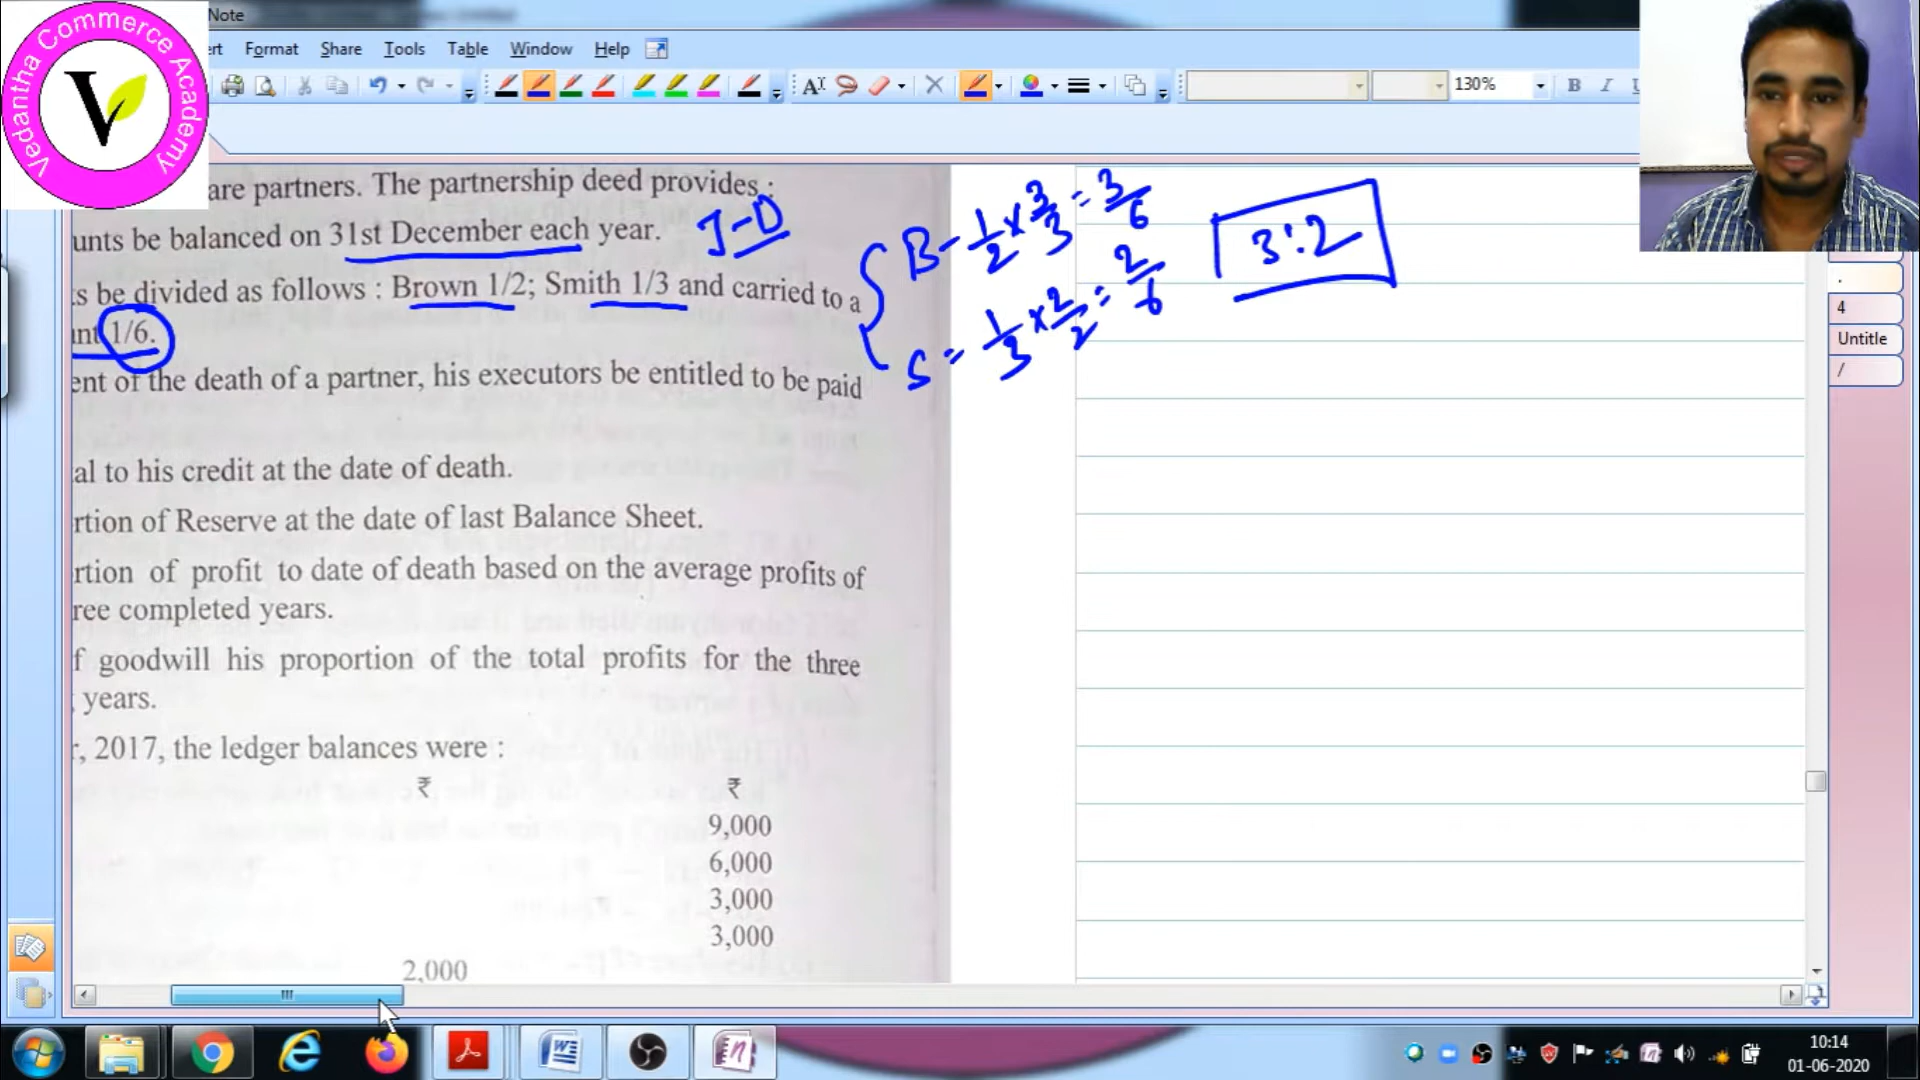 Vedantha Commerce Academy
V
Note
rt Format Share Tools Table Window Help
130% B I U
are partners. The partnership deed provides :
unts be balanced on 31st December each year.
J-D
s be divided as follows : Brown 1/2; Smith 1/3 and carried to a
nt 1/6.
ent of the death of a partner, his executors be entitled to be paid
al to his credit at the date of death.
rtion of Reserve at the date of last Balance Sheet.
rtion of profit to date of death based on the average profits of
ree completed years.
f goodwill his proportion of the total profits for the three
years.
r, 2017, the ledger balances were :
₹ ₹
9,000
6,000
3,000
3,000
2,000
B - 1/2 × 3/3 = 3/6
S = 1/3 × 2/2 = 2/6
3:2
.
4
Untitle
/
10:14
01-06-2020